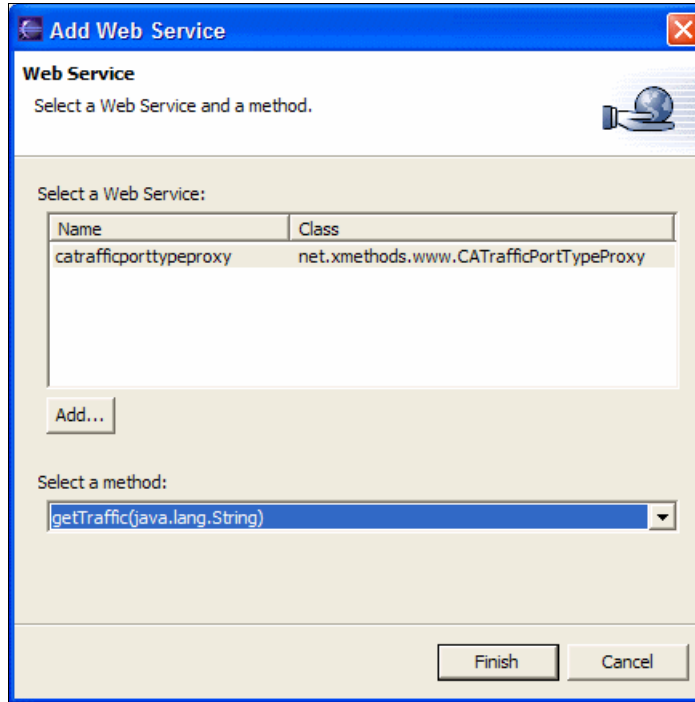 Add Web Service
Web Service
Select a Web Service and a method.
Select a Web Service:
Name Class
catrafficporttypeproxy net.xmethods.www.CATrafficPortTypeProxy
Add...
Select a method:
getTraffic(java.lang.String)
Finish Cancel